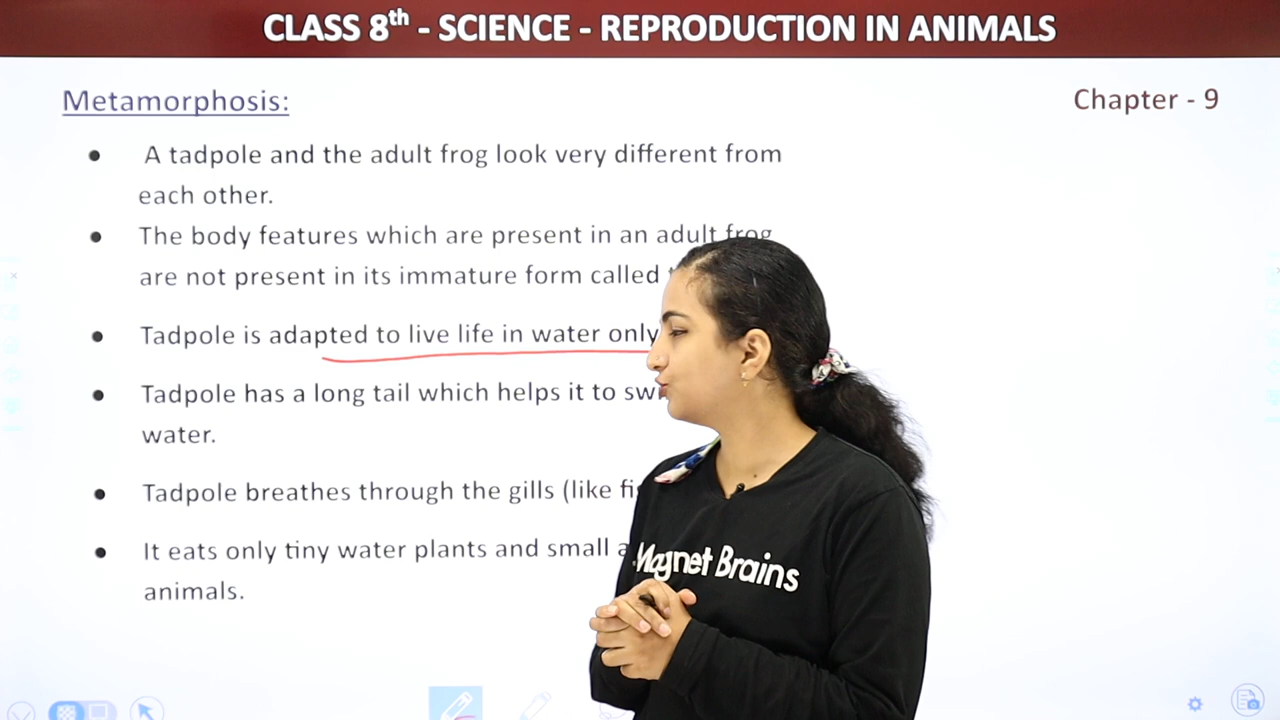 CLASS 8th - SCIENCE - REPRODUCTION IN ANIMALS
Metamorphosis:
Chapter - 9
• A tadpole and the adult frog look very different from
each other.
• The body features which are present in an adult frog
are not present in its immature form called
• Tadpole is adapted to live life in water only
• Tadpole has a long tail which helps it to
water.
• Tadpole breathes through the gills (like
• It eats only tiny water plants and small
animals.
Magnet Brains